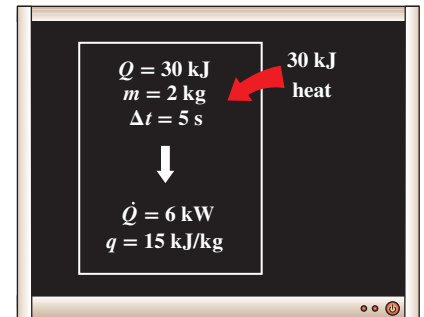 Q = 30 kJ
m = 2 kg
Δt = 5 s
30 kJ
heat
Q̇ = 6 kW
q = 15 kJ/kg